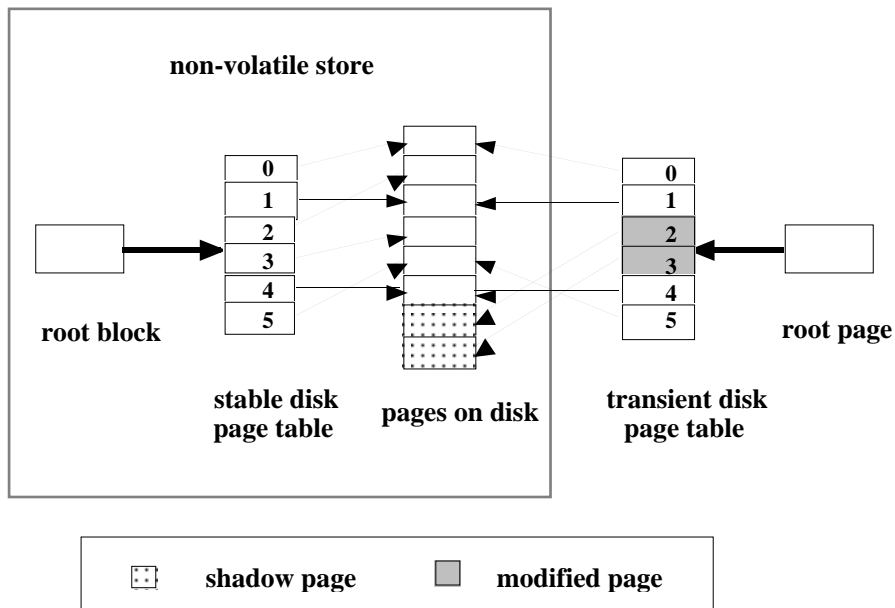 non-volatile store
0
1
2
3
4
5
0
1
2
3
4
5
root block
root page
stable disk
page table
pages on disk
transient disk
page table
shadow page
modified page